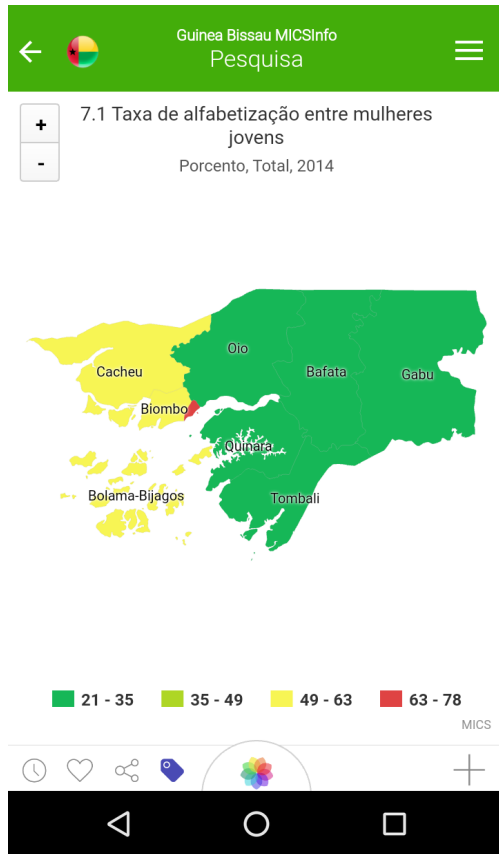 Guinea Bissau MICSInfo
Pesquisa
+
-
7.1 Taxa de alfabetização entre mulheres
jovens
Porcento, Total, 2014
Oio
Cacheu
Bafata
Gabu
Biombo
Quinara
Bolama-Bijagos
Tombali
21 - 35
35 - 49
49 - 63
63 - 78
MICS